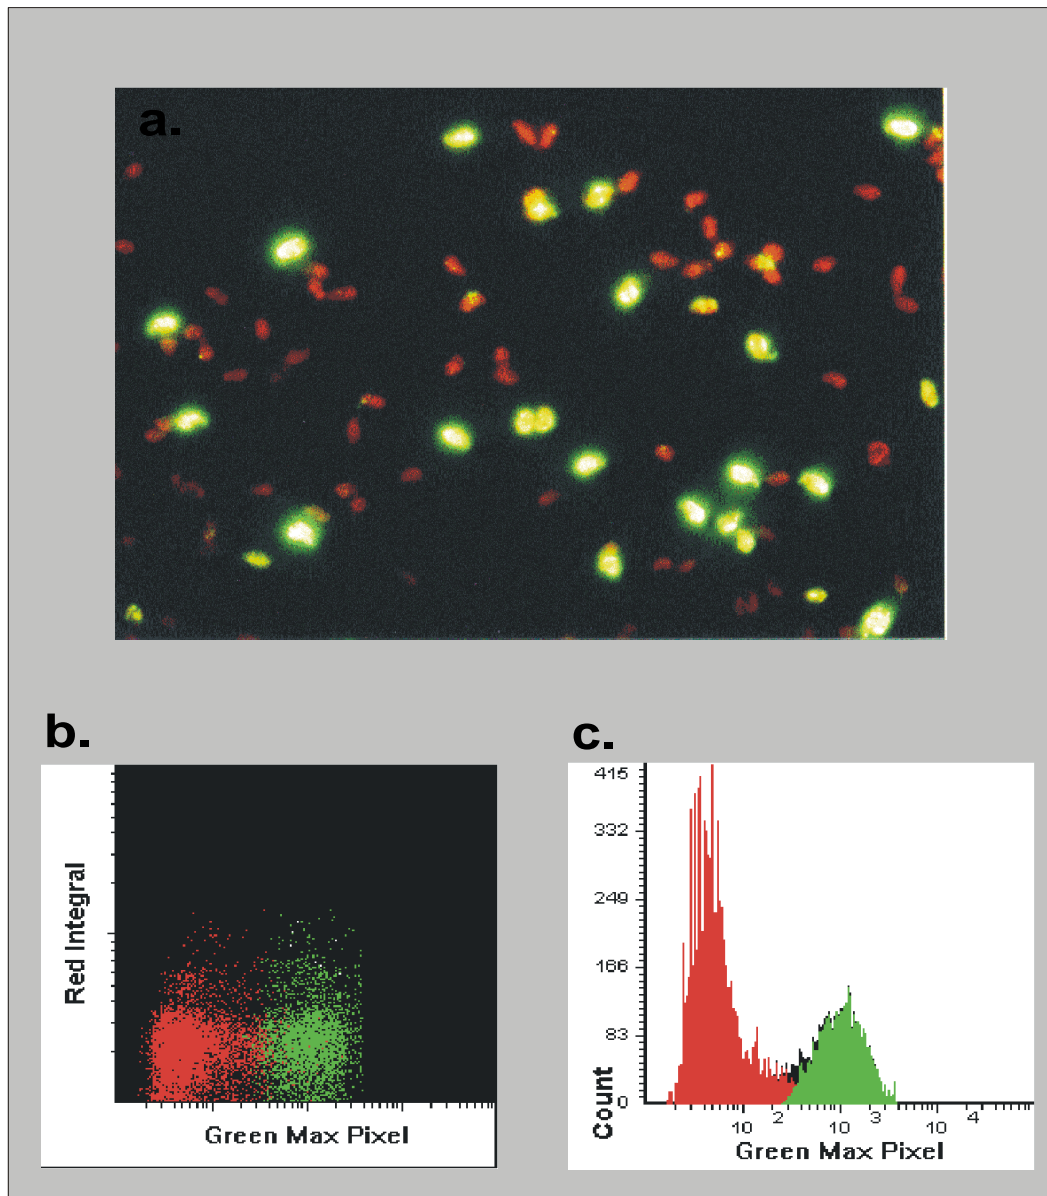 a.
b.
Red Integral
Green Max Pixel
c.
415
332
249
166
83
0
Count
10 2
10 3
10 4
Green Max Pixel